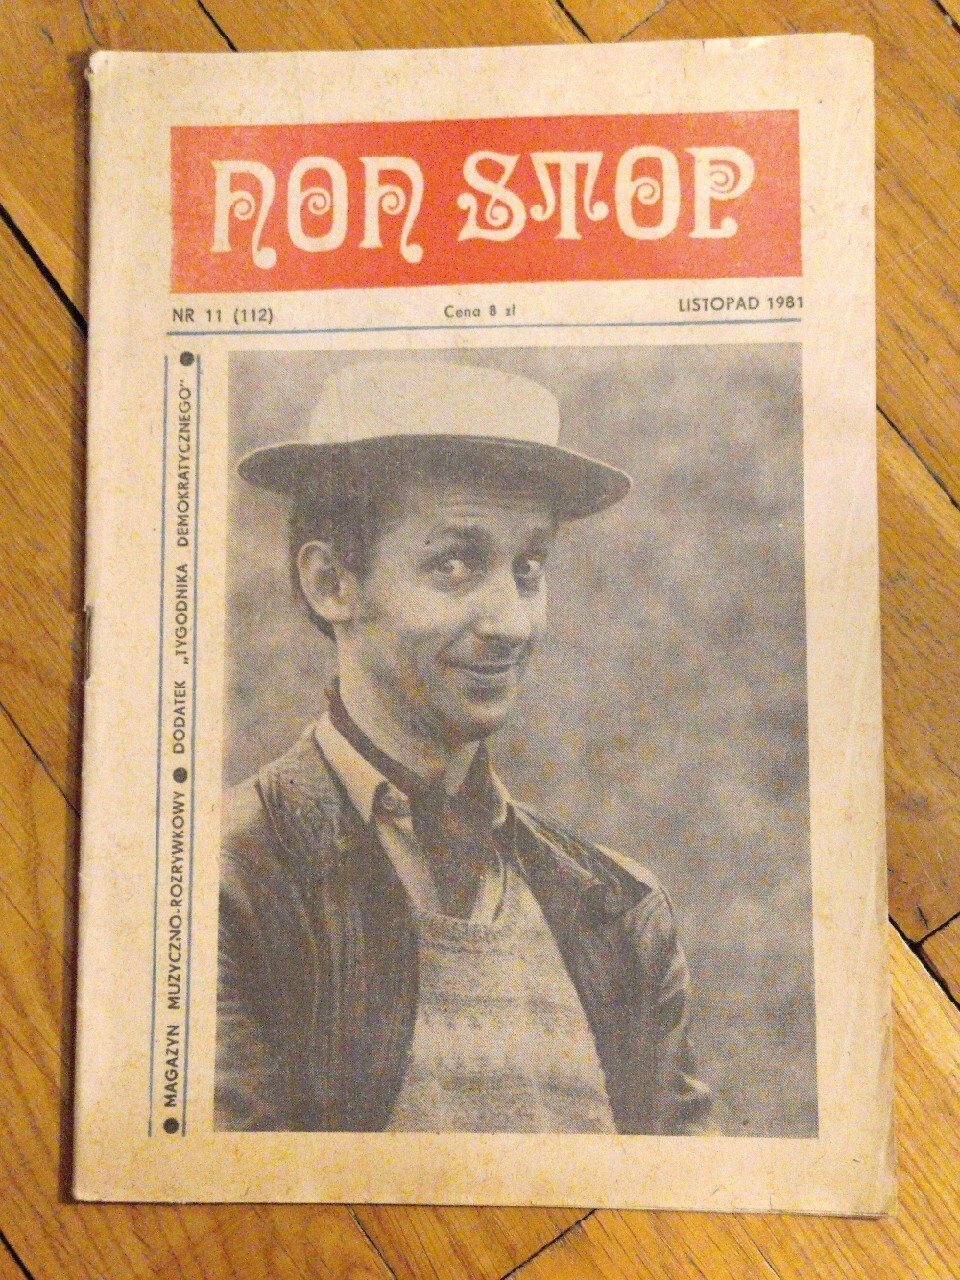 NON STOP
NR 11 (112) Cena 8 zł LISTOPAD 1981
● MAGAZYN MUZYCZNO-ROZRYWKOWY ● DODATEK „TYGODNIKA DEMOKRATYCZNEGO" ●